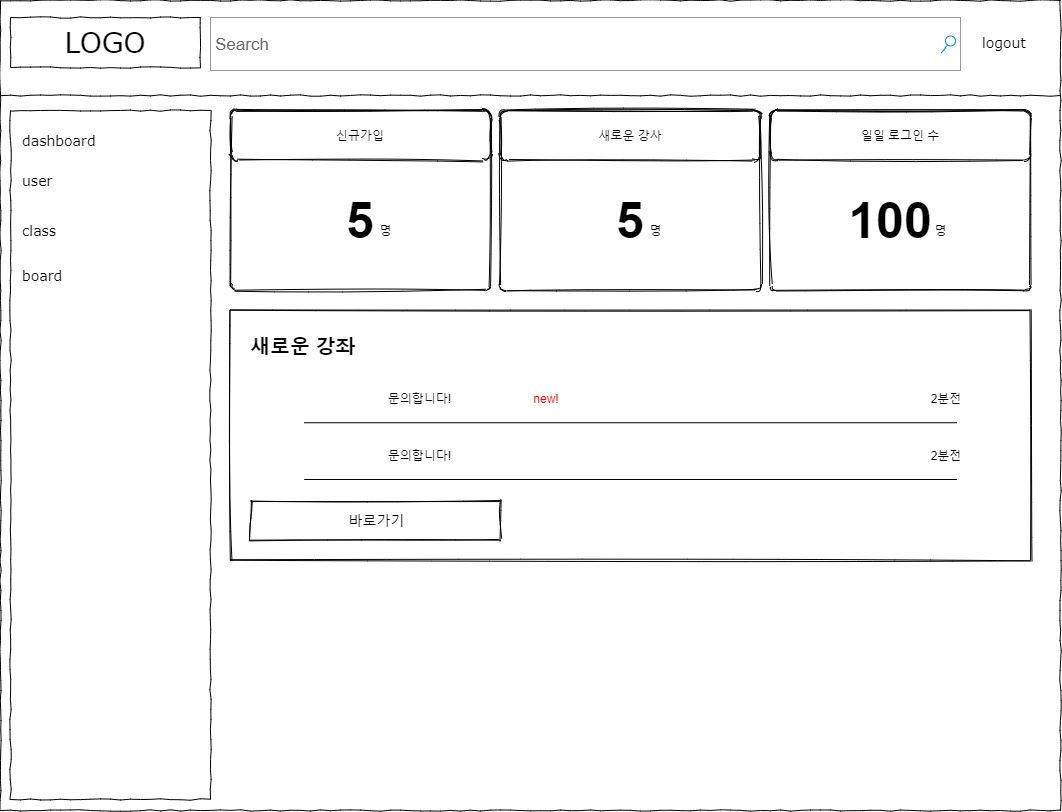 LOGO
Search
logout
dashboard
user
class
board
신규가입
새로운 강사
일일 로그인 수
5 명
5 명
100 명
새로운 강좌
문의합니다! new! 2분전
문의합니다! 2분전
바로가기